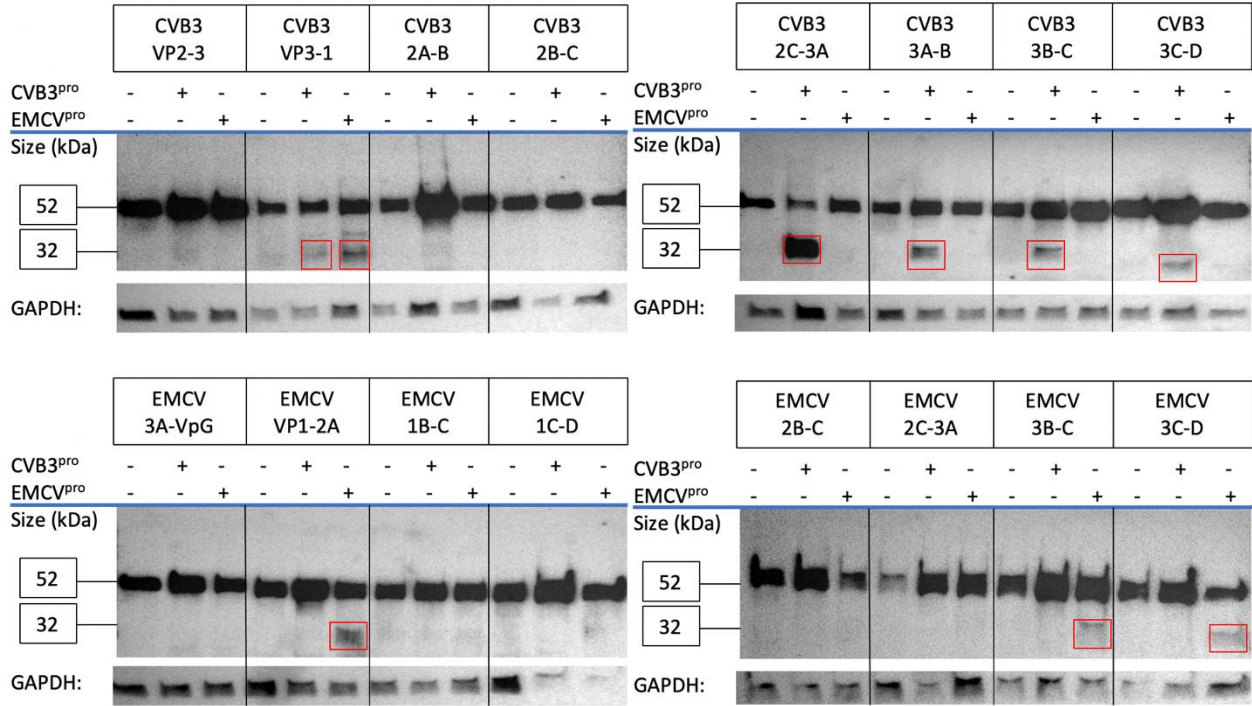 CVB3 VP2-3 CVB3 VP3-1 CVB3 2A-B CVB3 2B-C
CVB3pro - + - - + - - + - - + -
EMCVpro - - + - - + - - + - - +
Size (kDa)
52
32
GAPDH:
CVB3 2C-3A CVB3 3A-B CVB3 3B-C CVB3 3C-D
CVB3pro - + - - + - - + - - + -
EMCVpro - - + - - + - - + - - +
Size (kDa)
52
32
GAPDH:
EMCV 3A-VpG EMCV VP1-2A EMCV 1B-C EMCV 1C-D
CVB3pro - + - - + - - + - - + -
EMCVpro - - + - - + - - + - - +
Size (kDa)
52
32
GAPDH:
EMCV 2B-C EMCV 2C-3A EMCV 3B-C EMCV 3C-D
CVB3pro - + - - + - - + - - + -
EMCVpro - - + - - + - - + - - +
Size (kDa)
52
32
GAPDH: